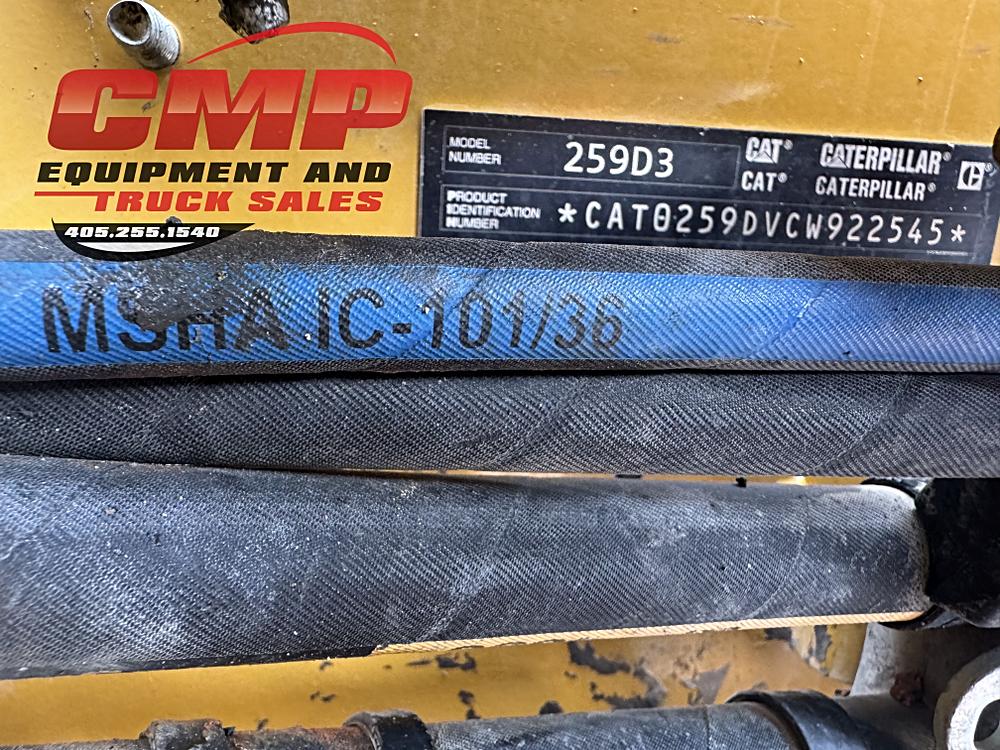 CMP
EQUIPMENT AND
TRUCK SALES
405.255.1540
MODEL
NUMBER
259D3
CAT® CATERPILLAR®
CAT® CATERPILLAR®
PRODUCT
IDENTIFICATION
NUMBER
*CAT0259DVCW922545*
MSHA IC-101/36